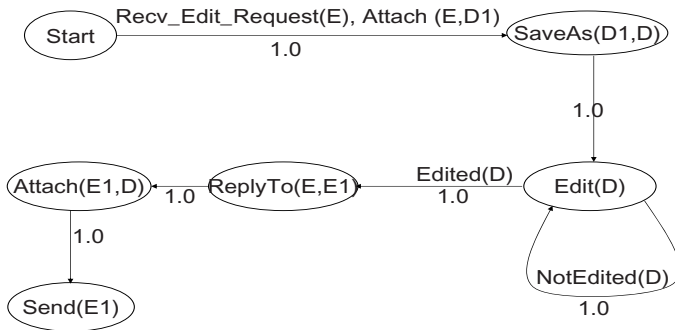 Recv_Edit_Request(E), Attach (E,D1)
Start
SaveAs(D1,D)
1.0
1.0
Edited(D)
Attach(E1,D)
ReplyTo(E,E1)
Edit(D)
1.0
1.0
1.0
NotEdited(D)
Send(E1)
1.0